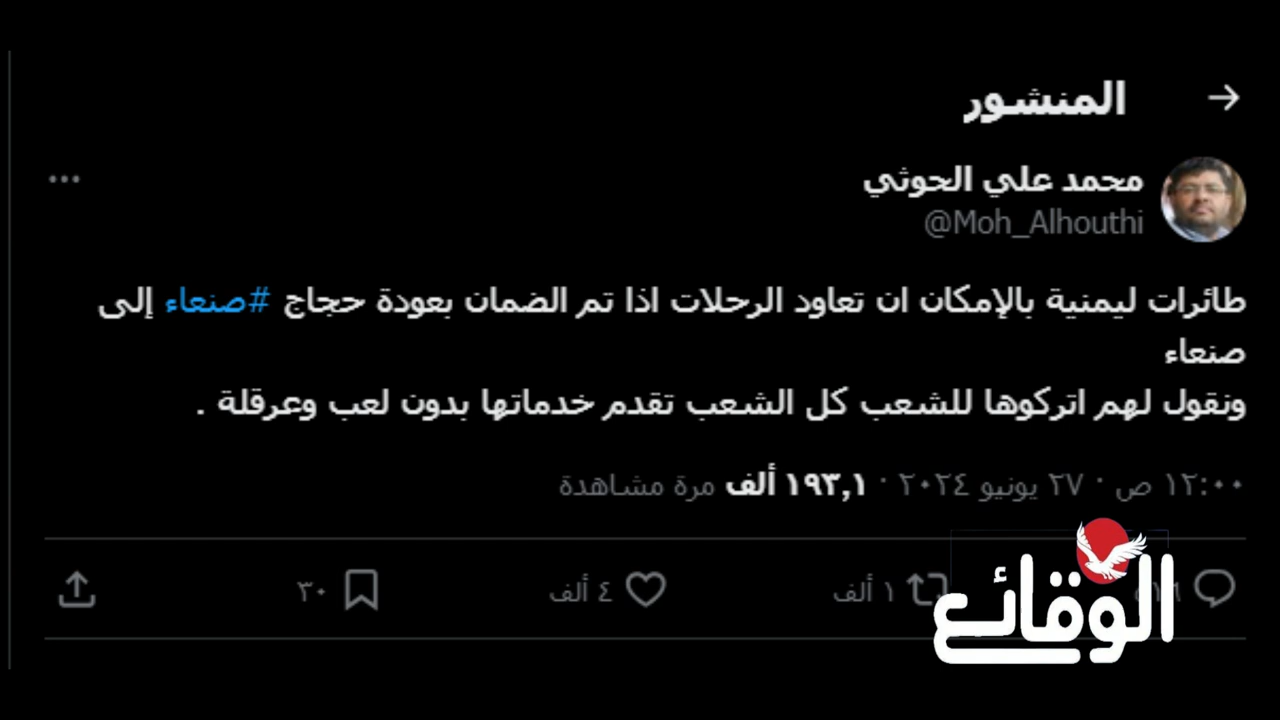 المنشور
محمد علي الحوثي
@Moh_Alhouthi
طائرات ليمنية بالإمكان ان تعاود الرحلات اذا تم الضمان بعودة حجاج #صنعاء إلى
صنعاء
ونقول لهم اتركوها للشعب كل الشعب تقدم خدماتها بدون لعب وعرقلة .
١٢:٠٠ ص · ٢٧ يونيو ٢٠٢٤ · ١٩٣,١ ألف مرة مشاهدة
١ ألف ٤ ألف ٣٠
الوقائع